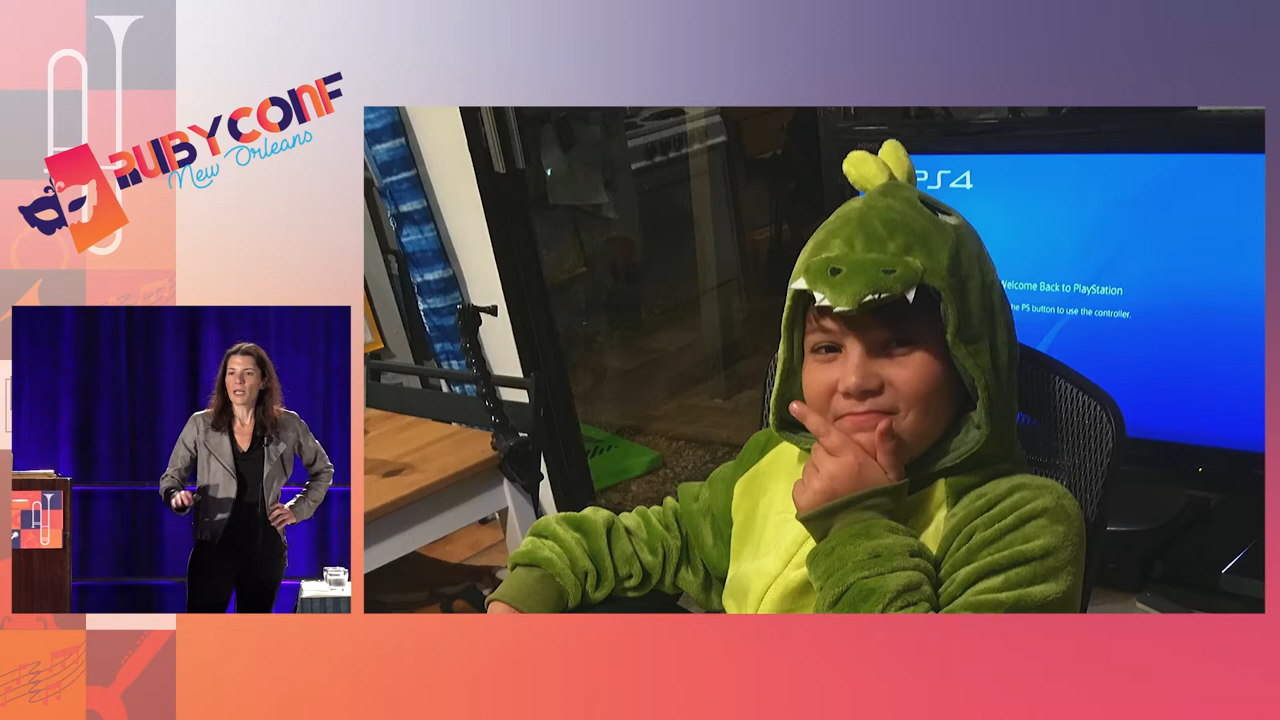 RUBYCONF
New Orleans
PS4
Welcome Back to PlayStation
he PS button to use the controller.